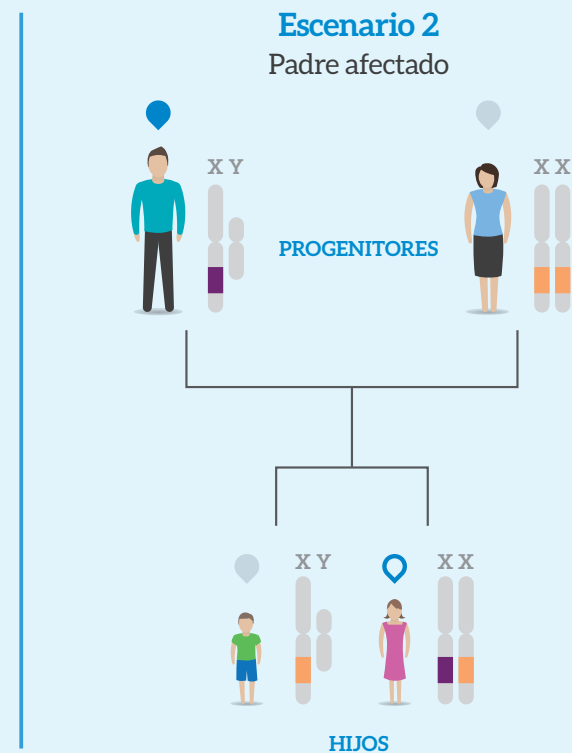 Escenario 2
Padre afectado
X Y
X X
PROGENITORES
X Y
X X
HIJOS